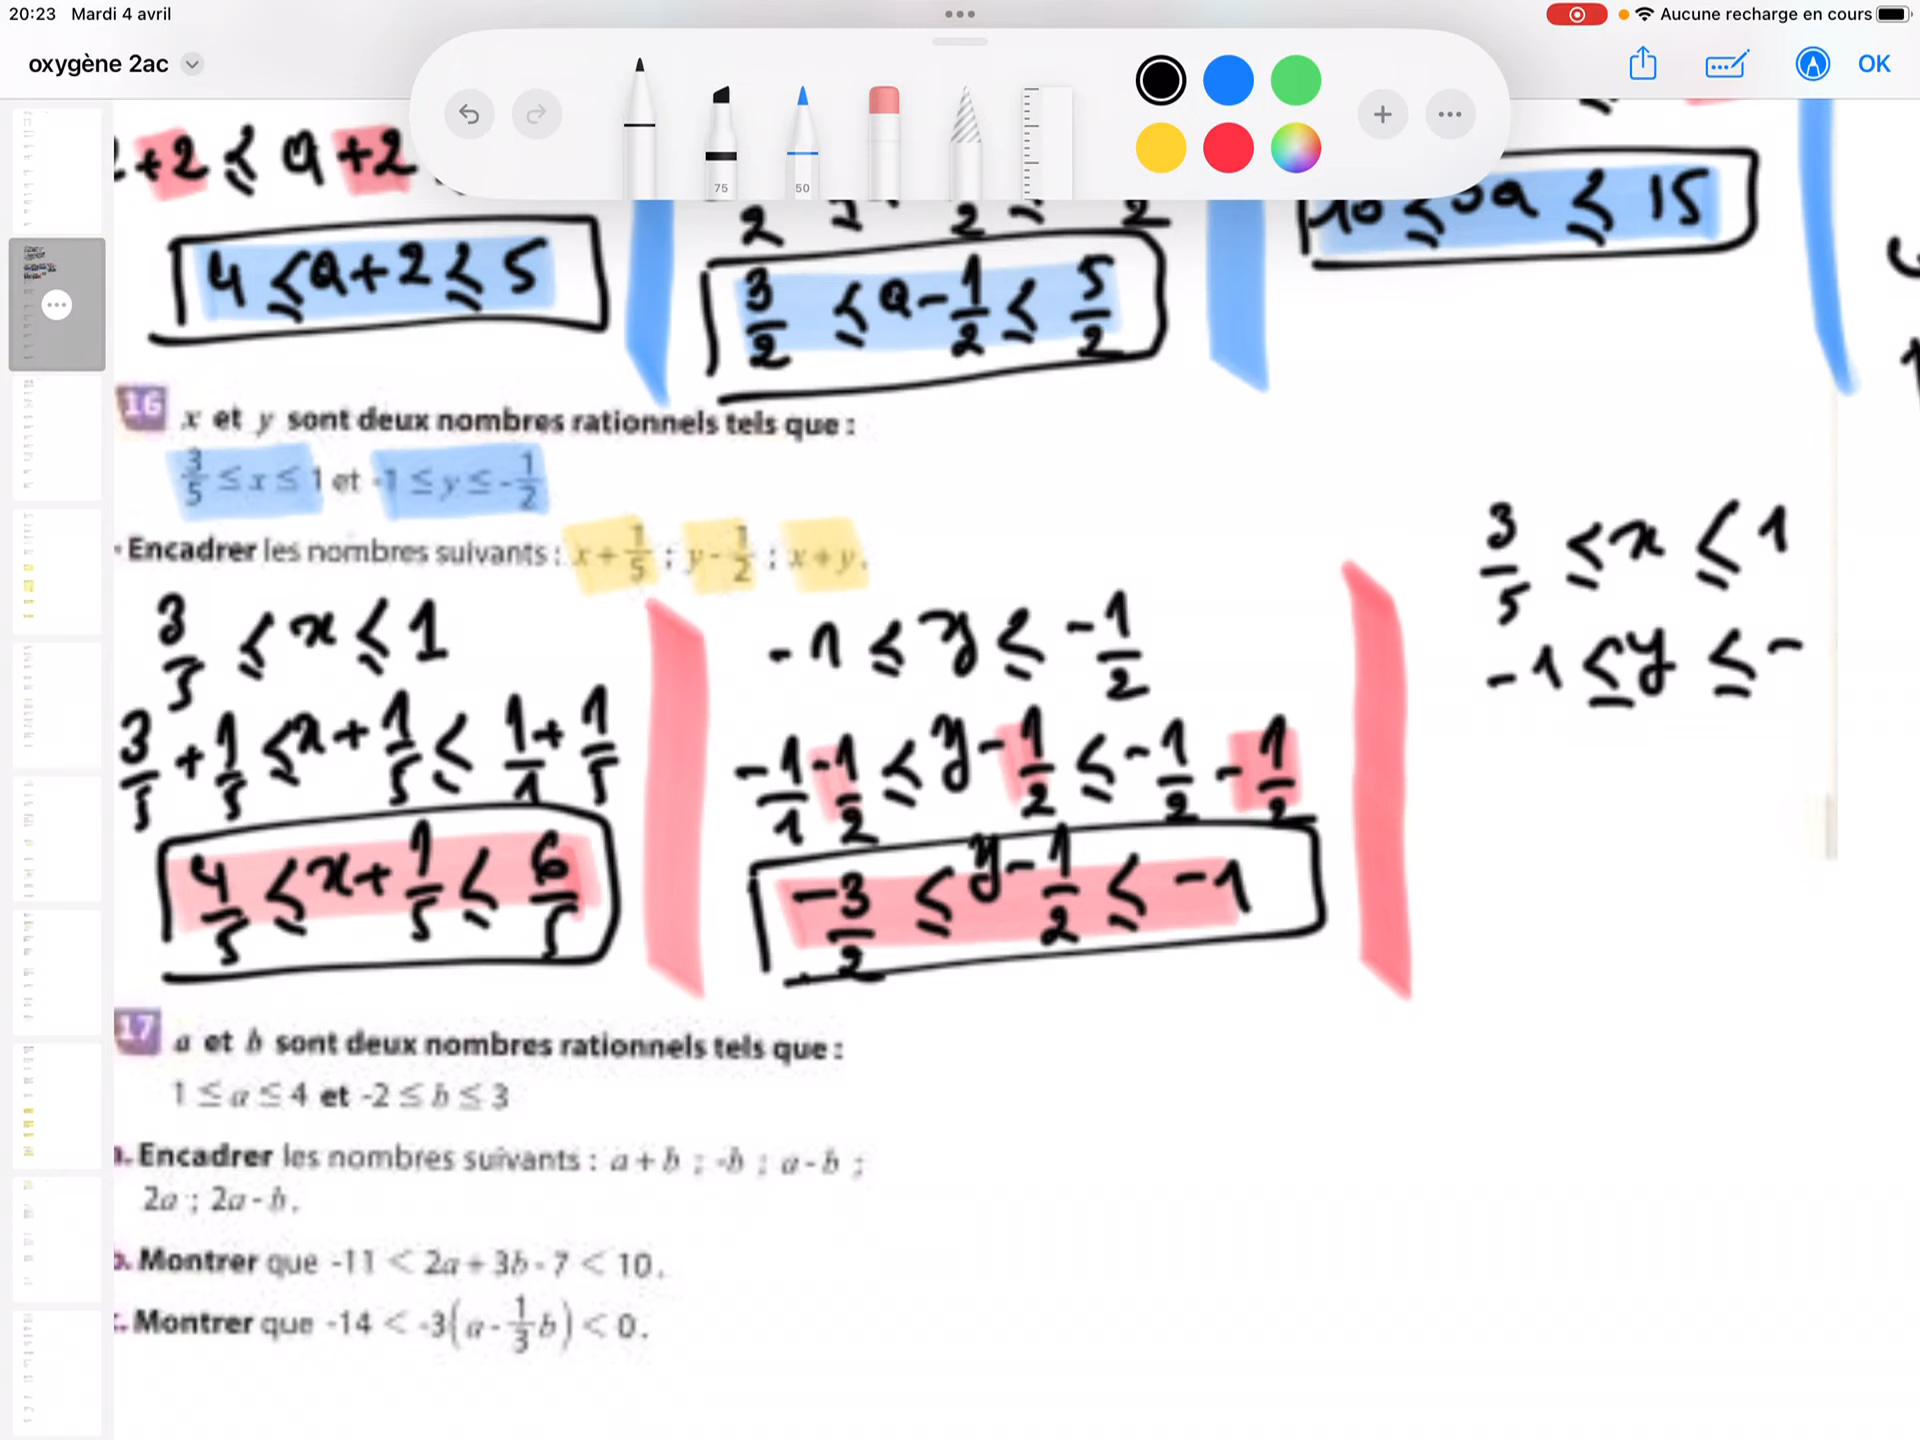 20:23 Mardi 4 avril
Aucune recharge en cours
oxygène 2ac
OK
75
50
+2 ≤ a +2
4 ≤ a+2 ≤ 5
3/2 ≤ a - 1/2 ≤ 5/2
≤ 15
16 x et y sont deux nombres rationnels tels que :
3/5 ≤ x ≤ 1 et -1 ≤ y ≤ -1/2
Encadrer les nombres suivants : x + 1/5 ; y - 1/2 ; x + y.
3/5 ≤ x ≤ 1
3/5 + 1/5 ≤ x + 1/5 ≤ 1/1 + 1/5
4/5 ≤ x + 1/5 ≤ 6/5
-1 ≤ y ≤ -1/2
-1/1 - 1/2 ≤ y - 1/2 ≤ -1/2 - 1/2
-3/2 ≤ y - 1/2 ≤ -1
3/5 ≤ x ≤ 1
-1 ≤ y ≤ -
17 a et b sont deux nombres rationnels tels que :
1 ≤ a ≤ 4 et -2 ≤ b ≤ 3
Encadrer les nombres suivants : a + b ; -b ; a - b ;
2a ; 2a - b.
Montrer que -11 < 2a + 3b - 7 < 10.
Montrer que -14 < -3(a - 1/3 b) < 0.